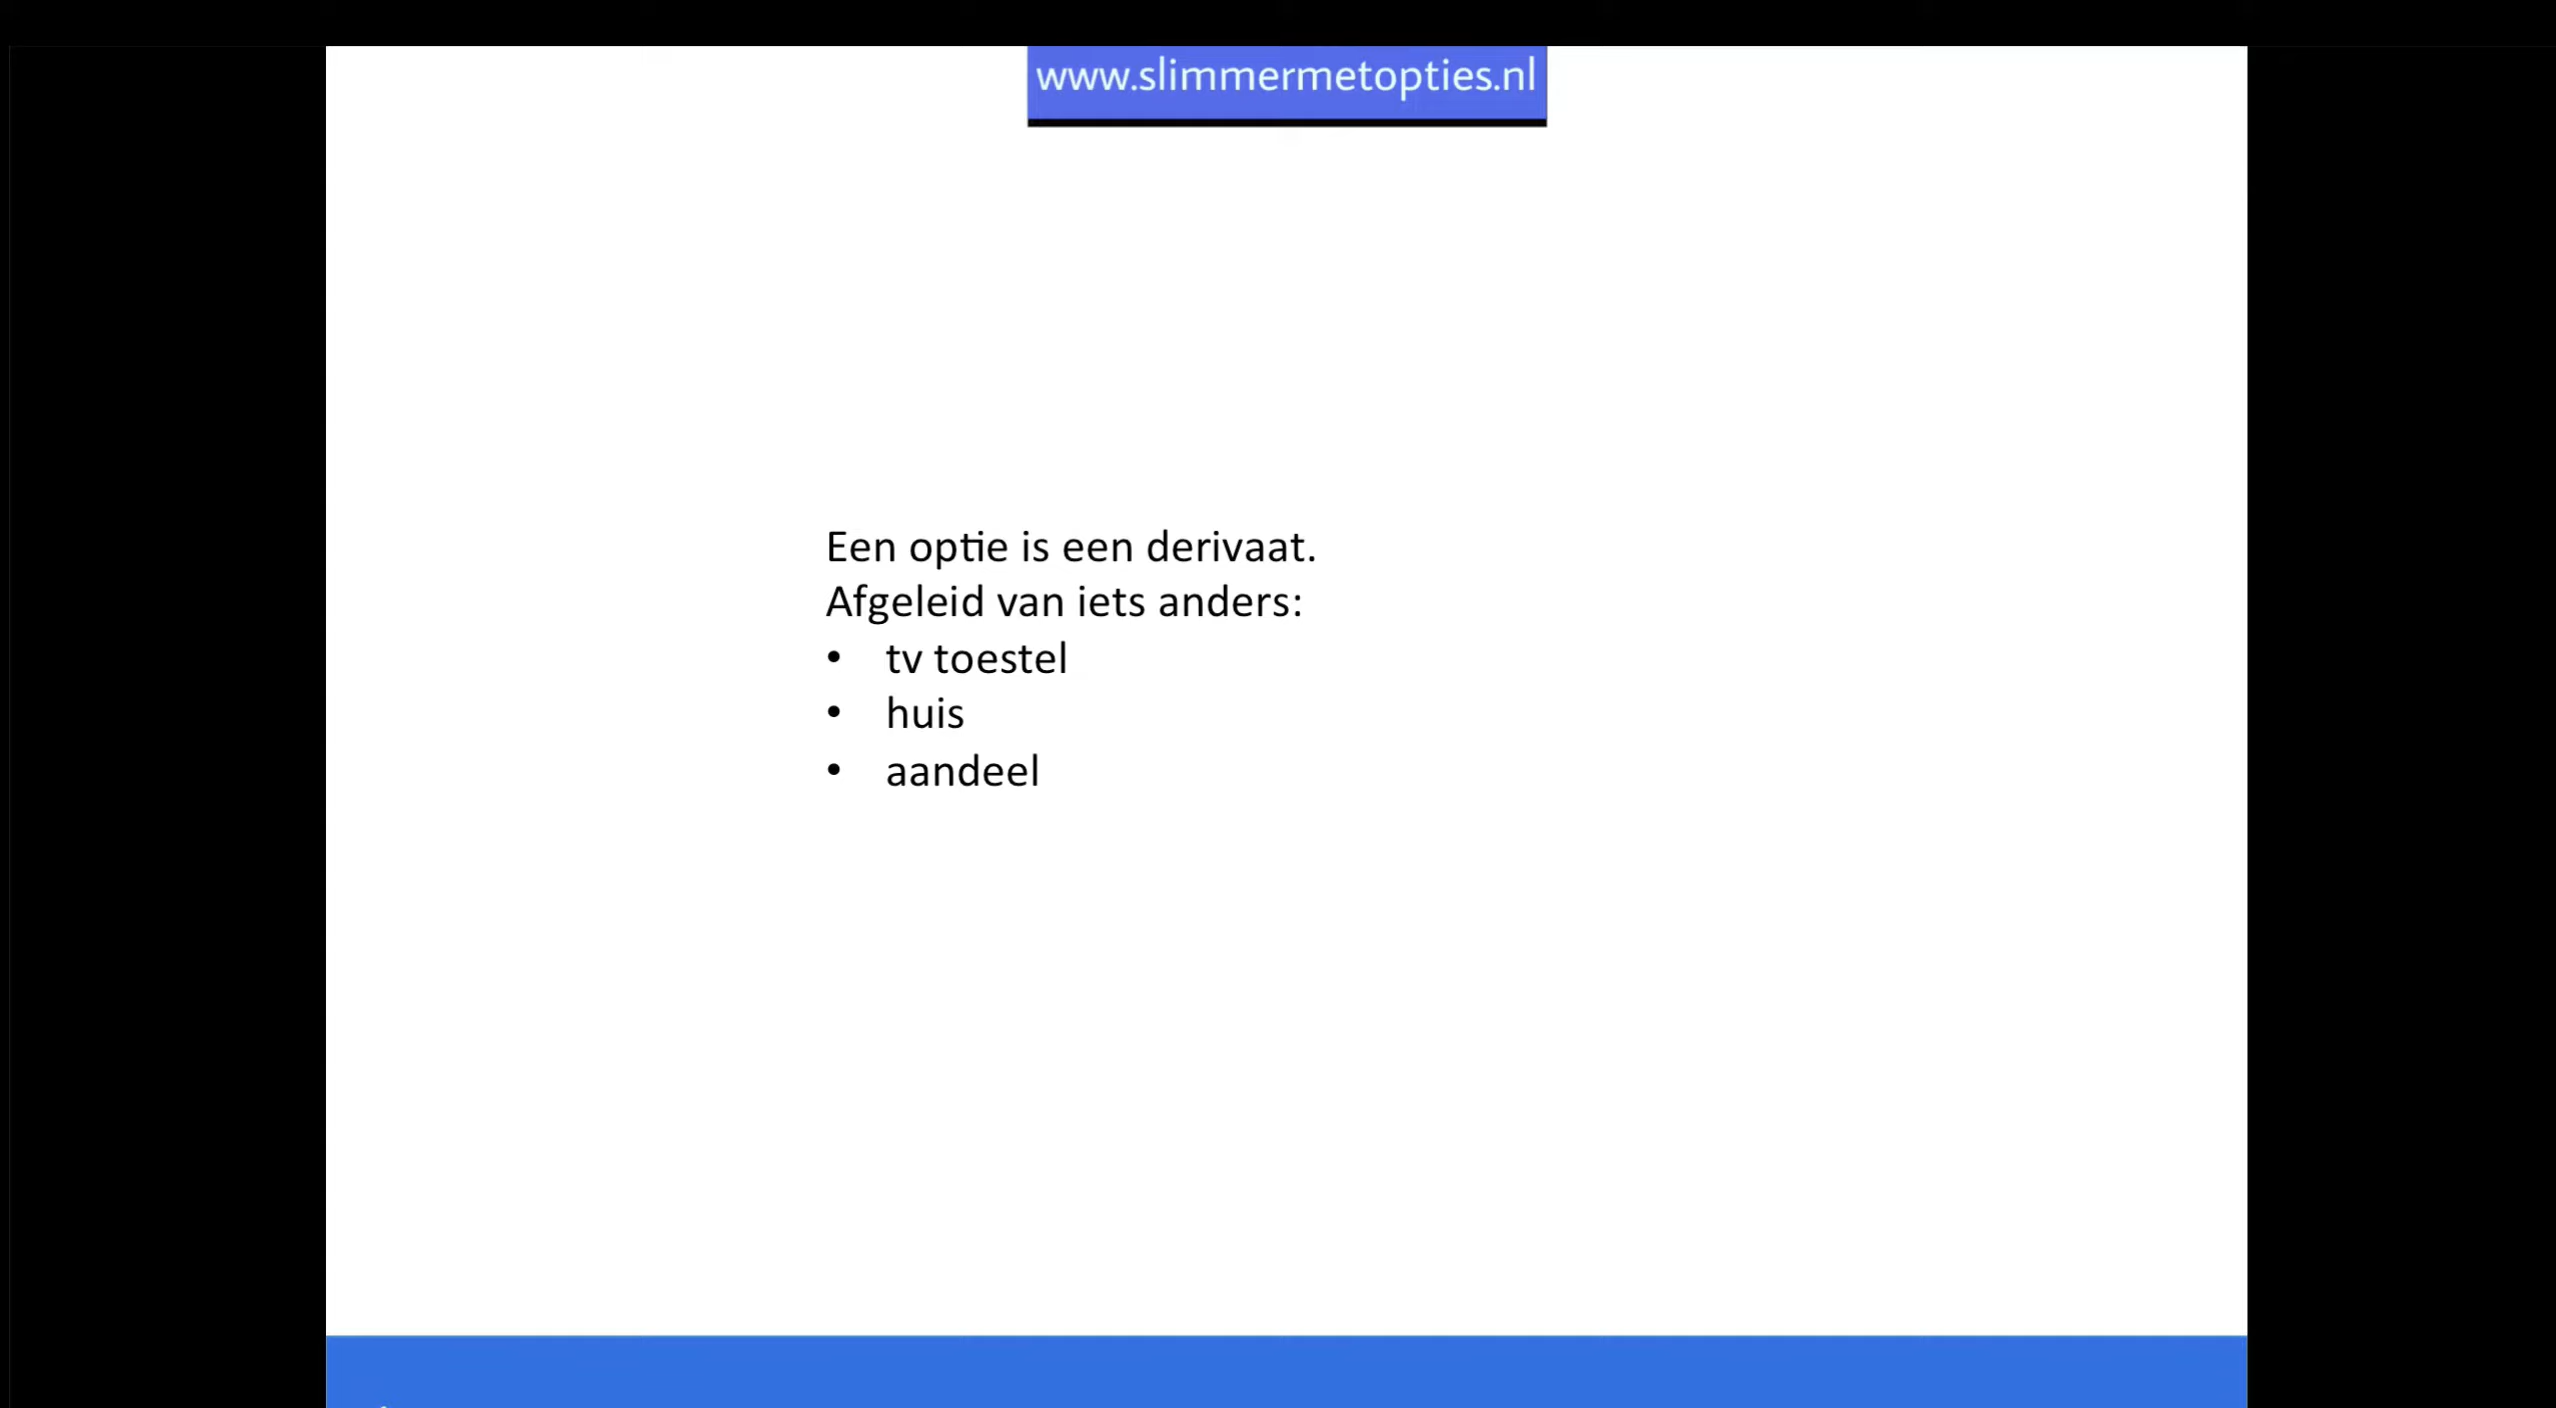 www.slimmermetopties.nl
Een optie is een derivaat.
Afgeleid van iets anders:
• tv toestel
• huis
• aandeel